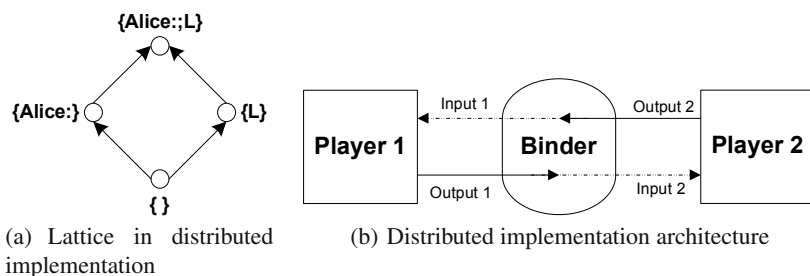 {Alice:;L}
{Alice:}
{L}
{ }
(a) Lattice in distributed
implementation
Input 1
Output 2
Player 1
Binder
Player 2
Output 1
Input 2
(b) Distributed implementation architecture